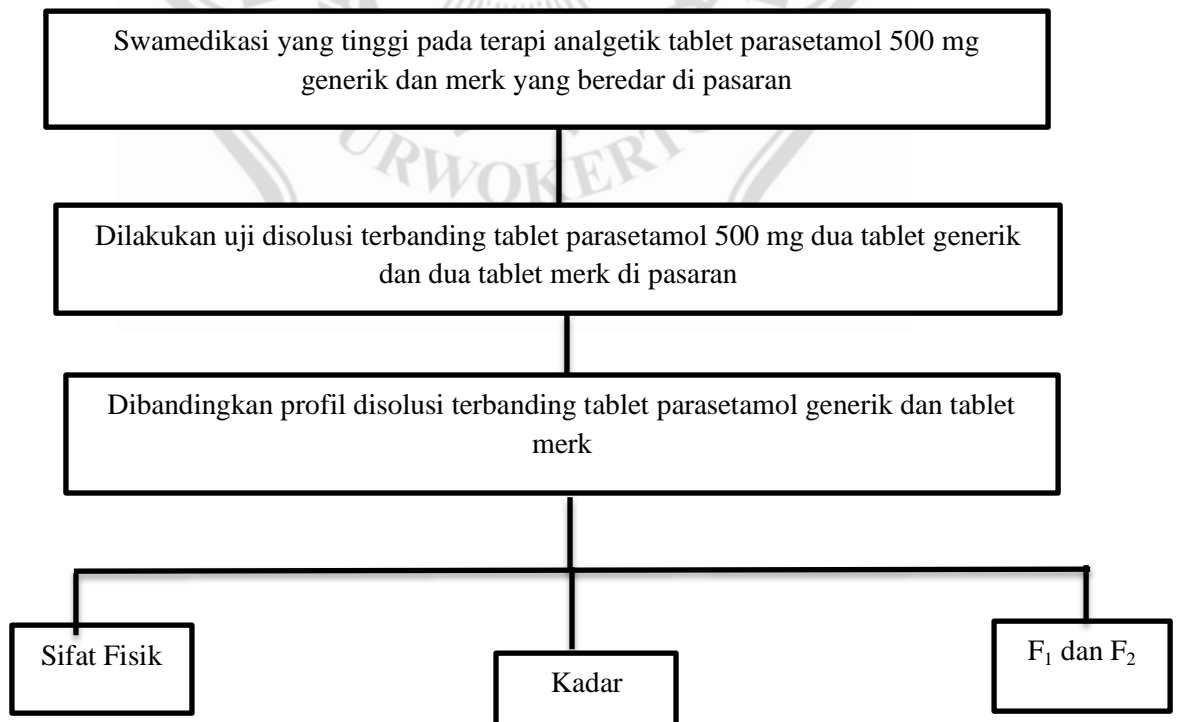 Swamedikasi yang tinggi pada terapi analgetik tablet parasetamol 500 mg
generik dan merk yang beredar di pasaran
URWOKERTO
Dilakukan uji disolusi terbanding tablet parasetamol 500 mg dua tablet generik
dan dua tablet merk di pasaran
Dibandingkan profil disolusi terbanding tablet parasetamol generik dan tablet
merk
Sifat Fisik
Kadar
F₁ dan F₂